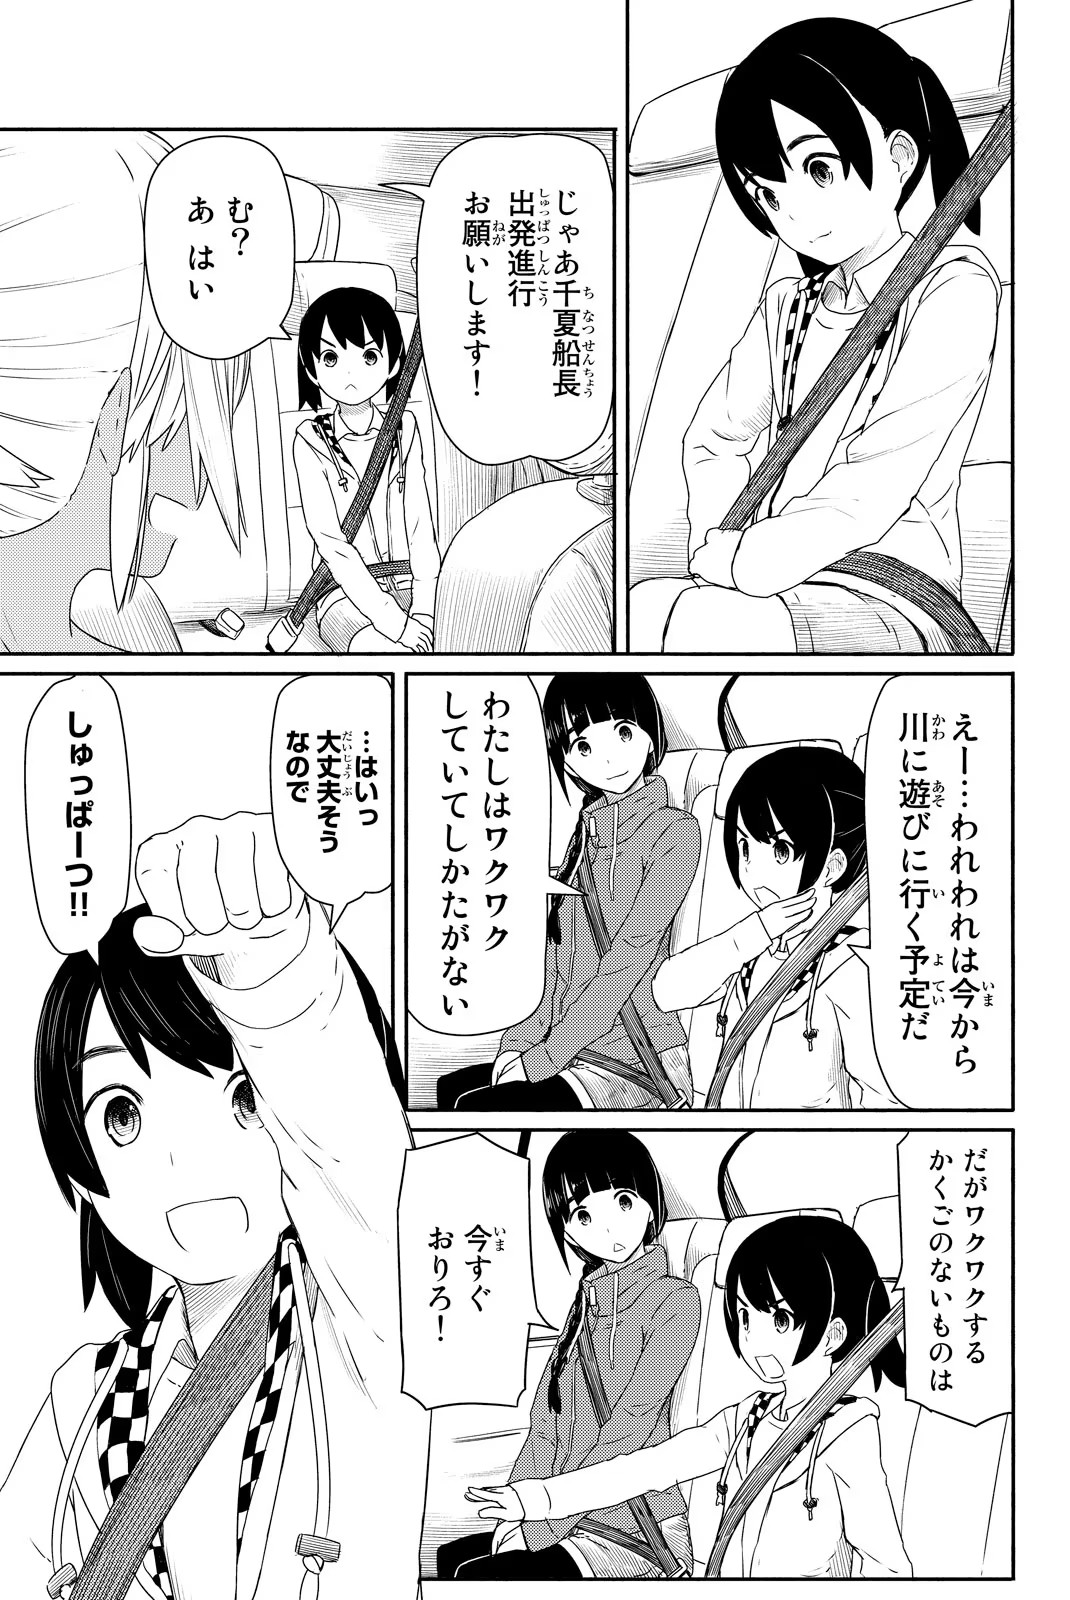 じゃあ千夏船長
出発進行
お願いします！
む？
あ はい
えー…われわれは今から
川に遊びに行く予定だ
わたしはワクワク
していてしかたがない
だがワクワクする
かくごのないものは
今すぐ
おりろ！
…はいっ
大丈夫そう
なので
しゅっぱーつ!!